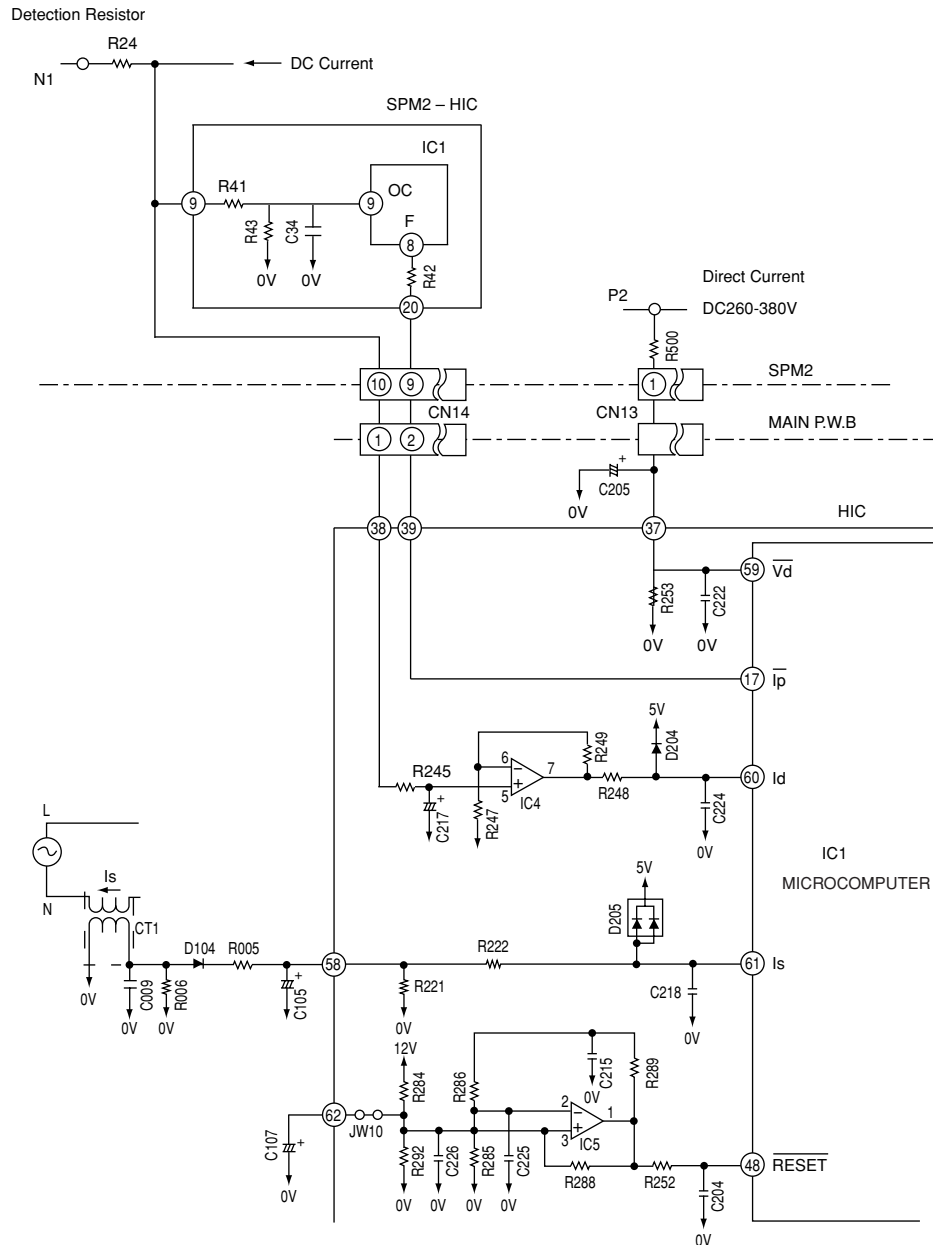 Detection Resistor
R24
N1
DC Current
SPM2 – HIC
IC1
9
R41
9
OC
R43
C34
F
8
0V
0V
R42
20
Direct Current
P2
DC260-380V
R500
SPM2
10
9
1
CN14
CN13
MAIN P.W.B
1
2
+
C205
0V
HIC
38
39
37
59
Vd
R253
C222
0V
0V
17
Ip
5V
D204
R249
6
7
R245
+
5
IC4
R248
60
Id
C217
R247
C224
0V
L
IC1
MICROCOMPUTER
Is
N
CT1
5V
D205
D104
R005
58
R222
61
Is
0V
C009
R006
C105
+
R221
C218
0V
0V
0V
0V
0V
12V
R284
R286
C215
R289
0V
62
JW10
2
1
3
IC5
C107
+
R292
C226
R285
C225
R288
R252
48
RESET
C204
0V
0V
0V
0V
0V
0V